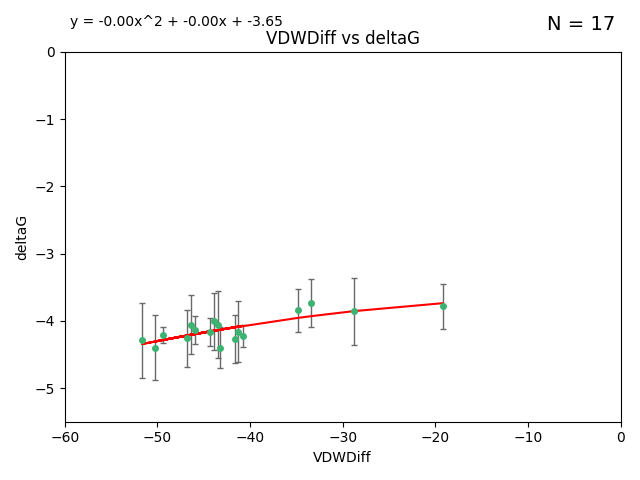 y = -0.00x^2 + -0.00x + -3.65
N = 17
VDWDiff vs deltaG
0
−1
−2
−3
−4
−5
deltaG
−60
−50
−40
−30
−20
−10
0
VDWDiff